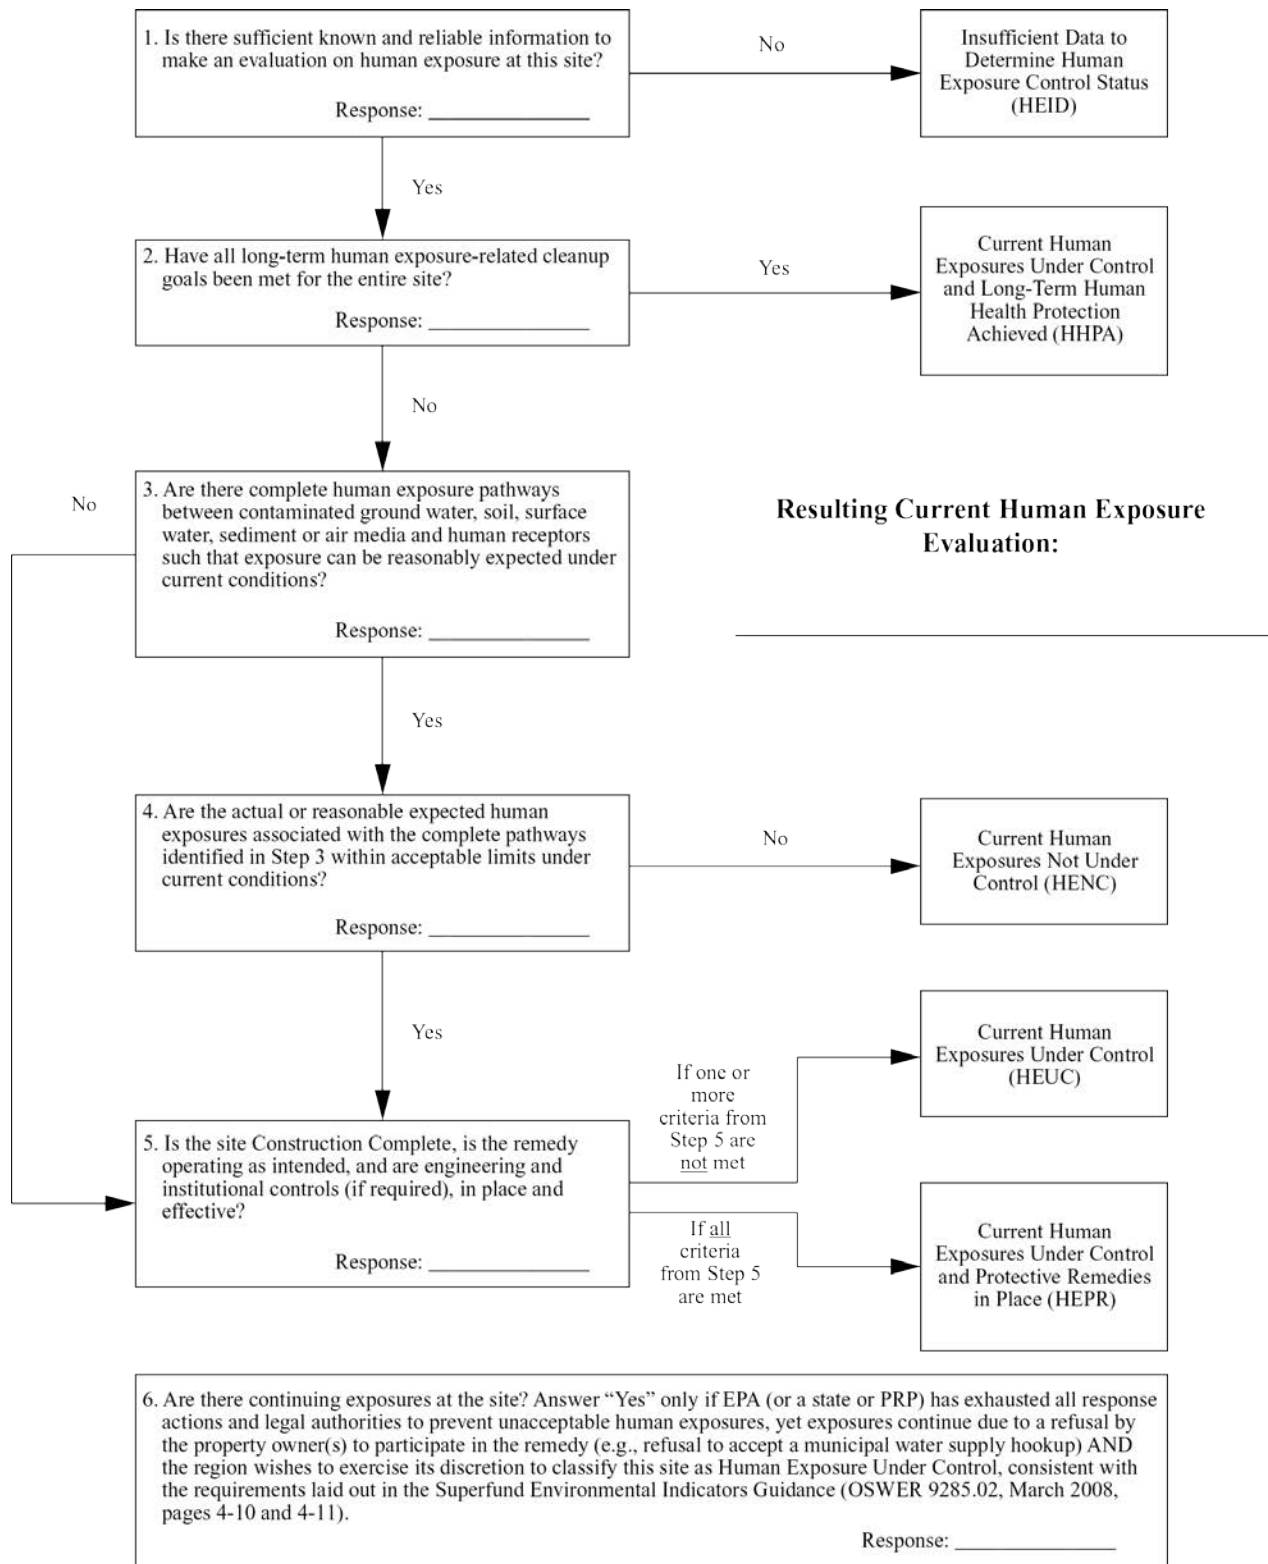 1. Is there sufficient known and reliable information to
make an evaluation on human exposure at this site?
Response: _______________
No
Insufficient Data to
Determine Human
Exposure Control Status
(HEID)
Yes
2. Have all long-term human exposure-related cleanup
goals been met for the entire site?
Response: _______________
Yes
Current Human
Exposures Under Control
and Long-Term Human
Health Protection
Achieved (HHPA)
No
No
3. Are there complete human exposure pathways
between contaminated ground water, soil, surface
water, sediment or air media and human receptors
such that exposure can be reasonably expected under
current conditions?
Response: _______________
Resulting Current Human Exposure
Evaluation:
Yes
4. Are the actual or reasonable expected human
exposures associated with the complete pathways
identified in Step 3 within acceptable limits under
current conditions?
Response: _______________
No
Current Human
Exposures Not Under
Control (HENC)
Yes
If one or
more
criteria from
Step 5 are
not met
Current Human
Exposures Under Control
(HEUC)
5. Is the site Construction Complete, is the remedy
operating as intended, and are engineering and
institutional controls (if required), in place and
effective?
Response: _______________
If all
criteria
from Step 5
are met
Current Human
Exposures Under Control
and Protective Remedies
in Place (HEPR)
6. Are there continuing exposures at the site? Answer “Yes” only if EPA (or a state or PRP) has exhausted all response
actions and legal authorities to prevent unacceptable human exposures, yet exposures continue due to a refusal by
the property owner(s) to participate in the remedy (e.g., refusal to accept a municipal water supply hookup) AND
the region wishes to exercise its discretion to classify this site as Human Exposure Under Control, consistent with
the requirements laid out in the Superfund Environmental Indicators Guidance (OSWER 9285.02, March 2008,
pages 4-10 and 4-11).
Response: _______________